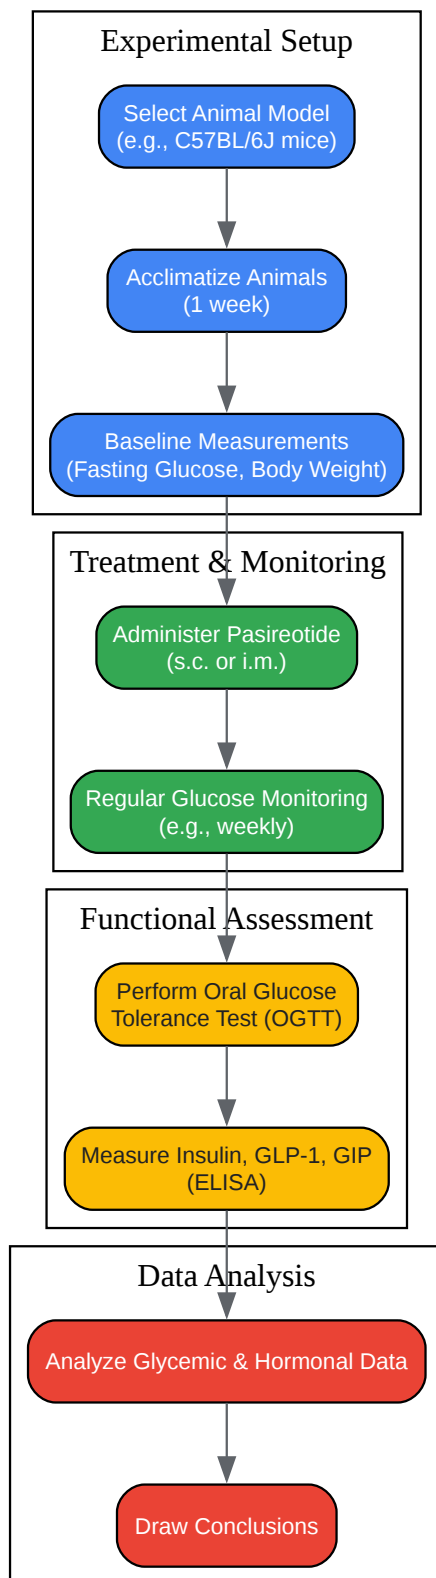 Experimental Setup
Select Animal Model
(e.g., C57BL/6J mice)
Acclimatize Animals
(1 week)
Baseline Measurements
(Fasting Glucose, Body Weight)
Treatment & Monitoring
Administer Pasireotide
(s.c. or i.m.)
Regular Glucose Monitoring
(e.g., weekly)
Functional Assessment
Perform Oral Glucose
Tolerance Test (OGTT)
Measure Insulin, GLP-1, GIP
(ELISA)
Data Analysis
Analyze Glycemic & Hormonal Data
Draw Conclusions